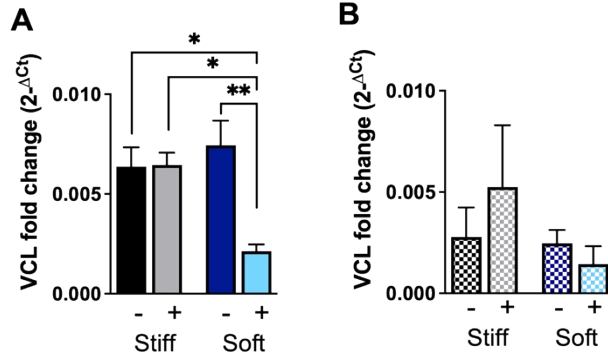 A
VCL fold change (2-ΔCt)
0.010
0.005
0.000
*
*
**
- + - +
Stiff Soft
B
VCL fold change (2-ΔCt)
0.010
0.005
0.000
- + - +
Stiff Soft